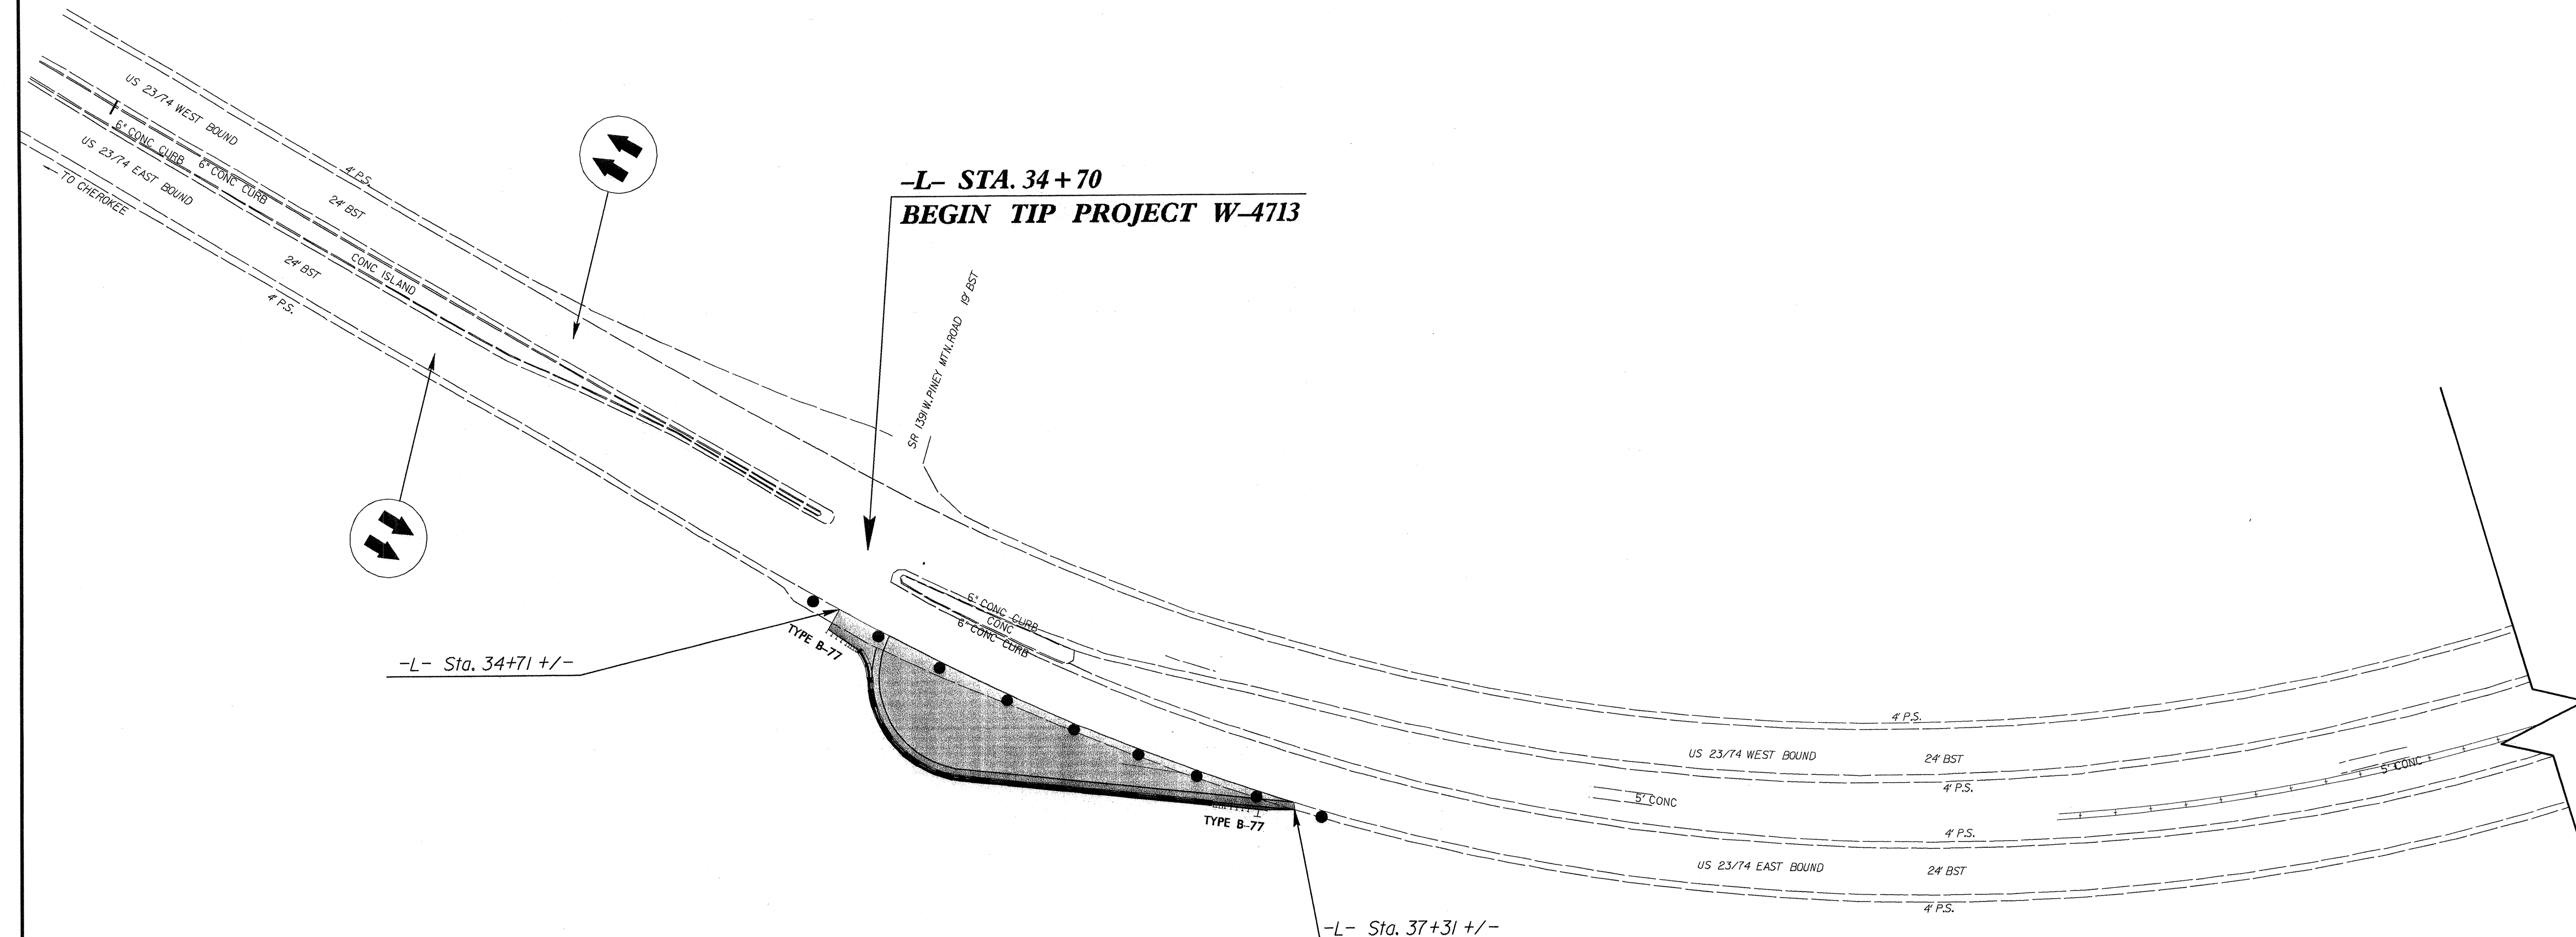 US 23/74 WEST BOUND
6" CONC CURB
6" CONC CURB
US 23/74 EAST BOUND
TO CHEROKEE
4' P.S.
24' BST
CONC ISLAND
24' BST
4' P.S.
-L- STA. 34+70
BEGIN TIP PROJECT W-4713
SR 1391 W. PINEY MTN. ROAD 19' BST
6" CONC CURB
CONC
6" CONC CURB
TYPE B-77
-L- Sta. 34+71 +/-
4' P.S.
US 23/74 WEST BOUND
24' BST
4' P.S.
5' CONC
5' CONC
4' P.S.
TYPE B-77
US 23/74 EAST BOUND
24' BST
4' P.S.
-L- Sta. 37+31 +/-